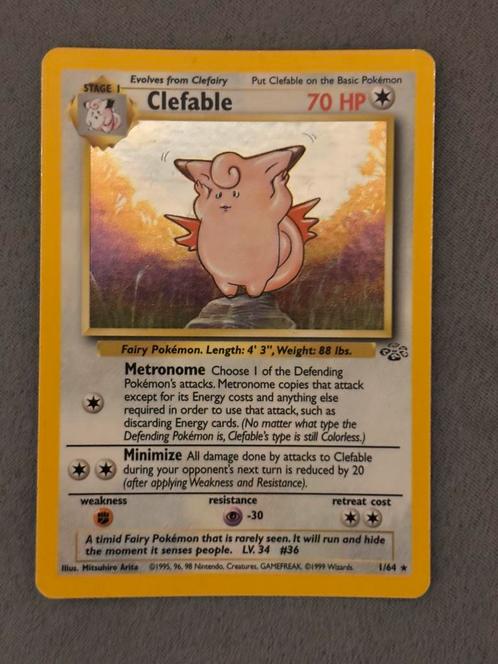 Evolves from Clefairy Put Clefable on the Basic Pokémon
STAGE 1
Clefable 70 HP
Fairy Pokémon. Length: 4' 3", Weight: 88 lbs.
Metronome Choose 1 of the Defending
Pokémon's attacks. Metronome copies that attack
except for its Energy costs and anything else
required in order to use that attack, such as
discarding Energy cards. (No matter what type the
Defending Pokémon is, Clefable's type is still Colorless.)
Minimize All damage done by attacks to Clefable
during your opponent's next turn is reduced by 20
(after applying Weakness and Resistance).
weakness resistance retreat cost
-30
A timid Fairy Pokémon that is rarely seen. It will run and hide
the moment it senses people. LV. 34 #36
Illus. Mitsuhiro Arita ©1995, 96, 98 Nintendo, Creatures, GAMEFREAK. ©1999 Wizards. 1/64 ★